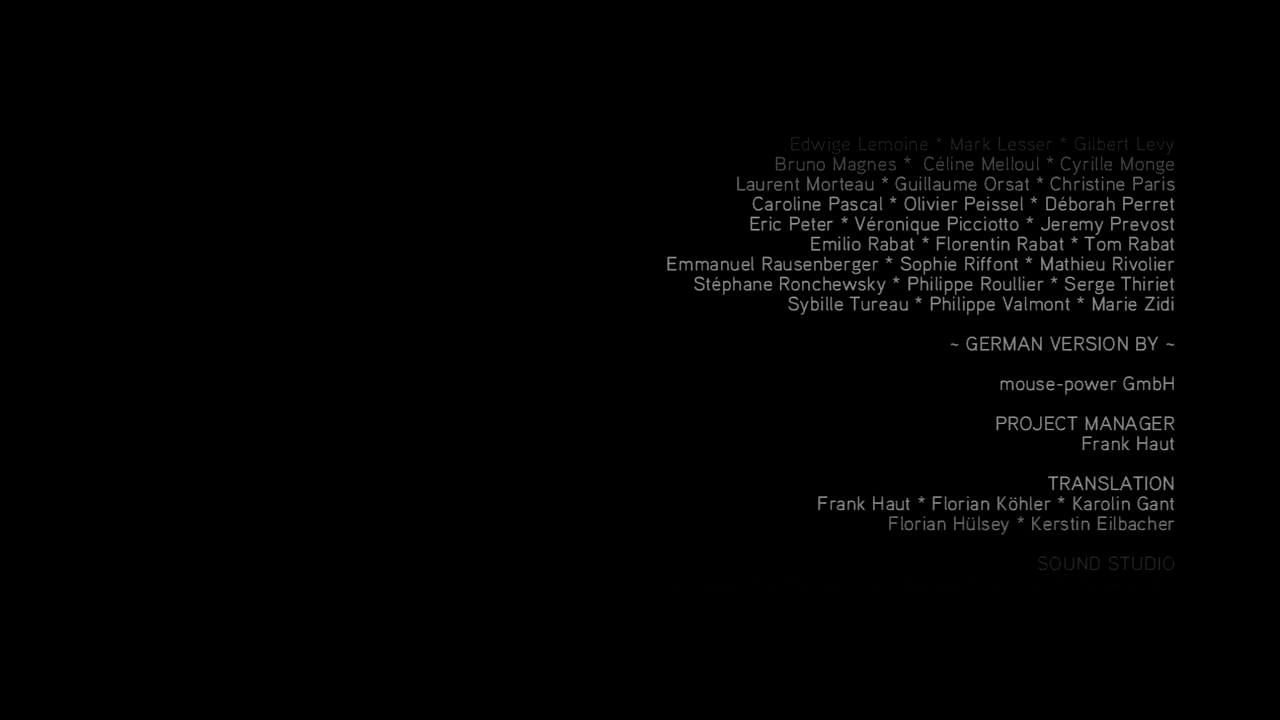 Edwige Lemoine * Mark Lesser * Gilbert Levy
Bruno Magnes * Céline Melloul * Cyrille Monge
Laurent Morteau * Guillaume Orsat * Christine Paris
Caroline Pascal * Olivier Peissel * Déborah Perret
Eric Peter * Véronique Picciotto * Jeremy Prevost
Emilio Rabat * Florentin Rabat * Tom Rabat
Emmanuel Rausenberger * Sophie Riffont * Mathieu Rivolier
Stéphane Ronchewsky * Philippe Roullier * Serge Thiriet
Sybille Tureau * Philippe Valmont * Marie Zidi
~ GERMAN VERSION BY ~
mouse-power GmbH
PROJECT MANAGER
Frank Haut
TRANSLATION
Frank Haut * Florian Köhler * Karolin Gant
Florian Hülsey * Kerstin Eilbacher
SOUND STUDIO